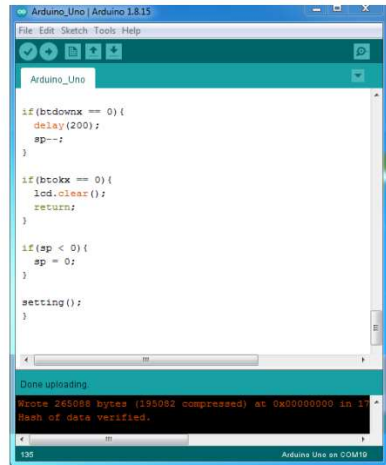 Arduino_Uno | Arduino 1.8.15
File Edit Sketch Tools Help
Arduino_Uno
if(btdownx == 0){
delay(200);
sp--;
}
if(btokx == 0){
lcd.clear();
return;
}
if(sp < 0){
sp = 0;
}
setting();
}
Done uploading.
Wrote 265088 bytes (195082 compressed) at 0x00000000 in 17
Hash of data verified.
135
Arduino Uno on COM19